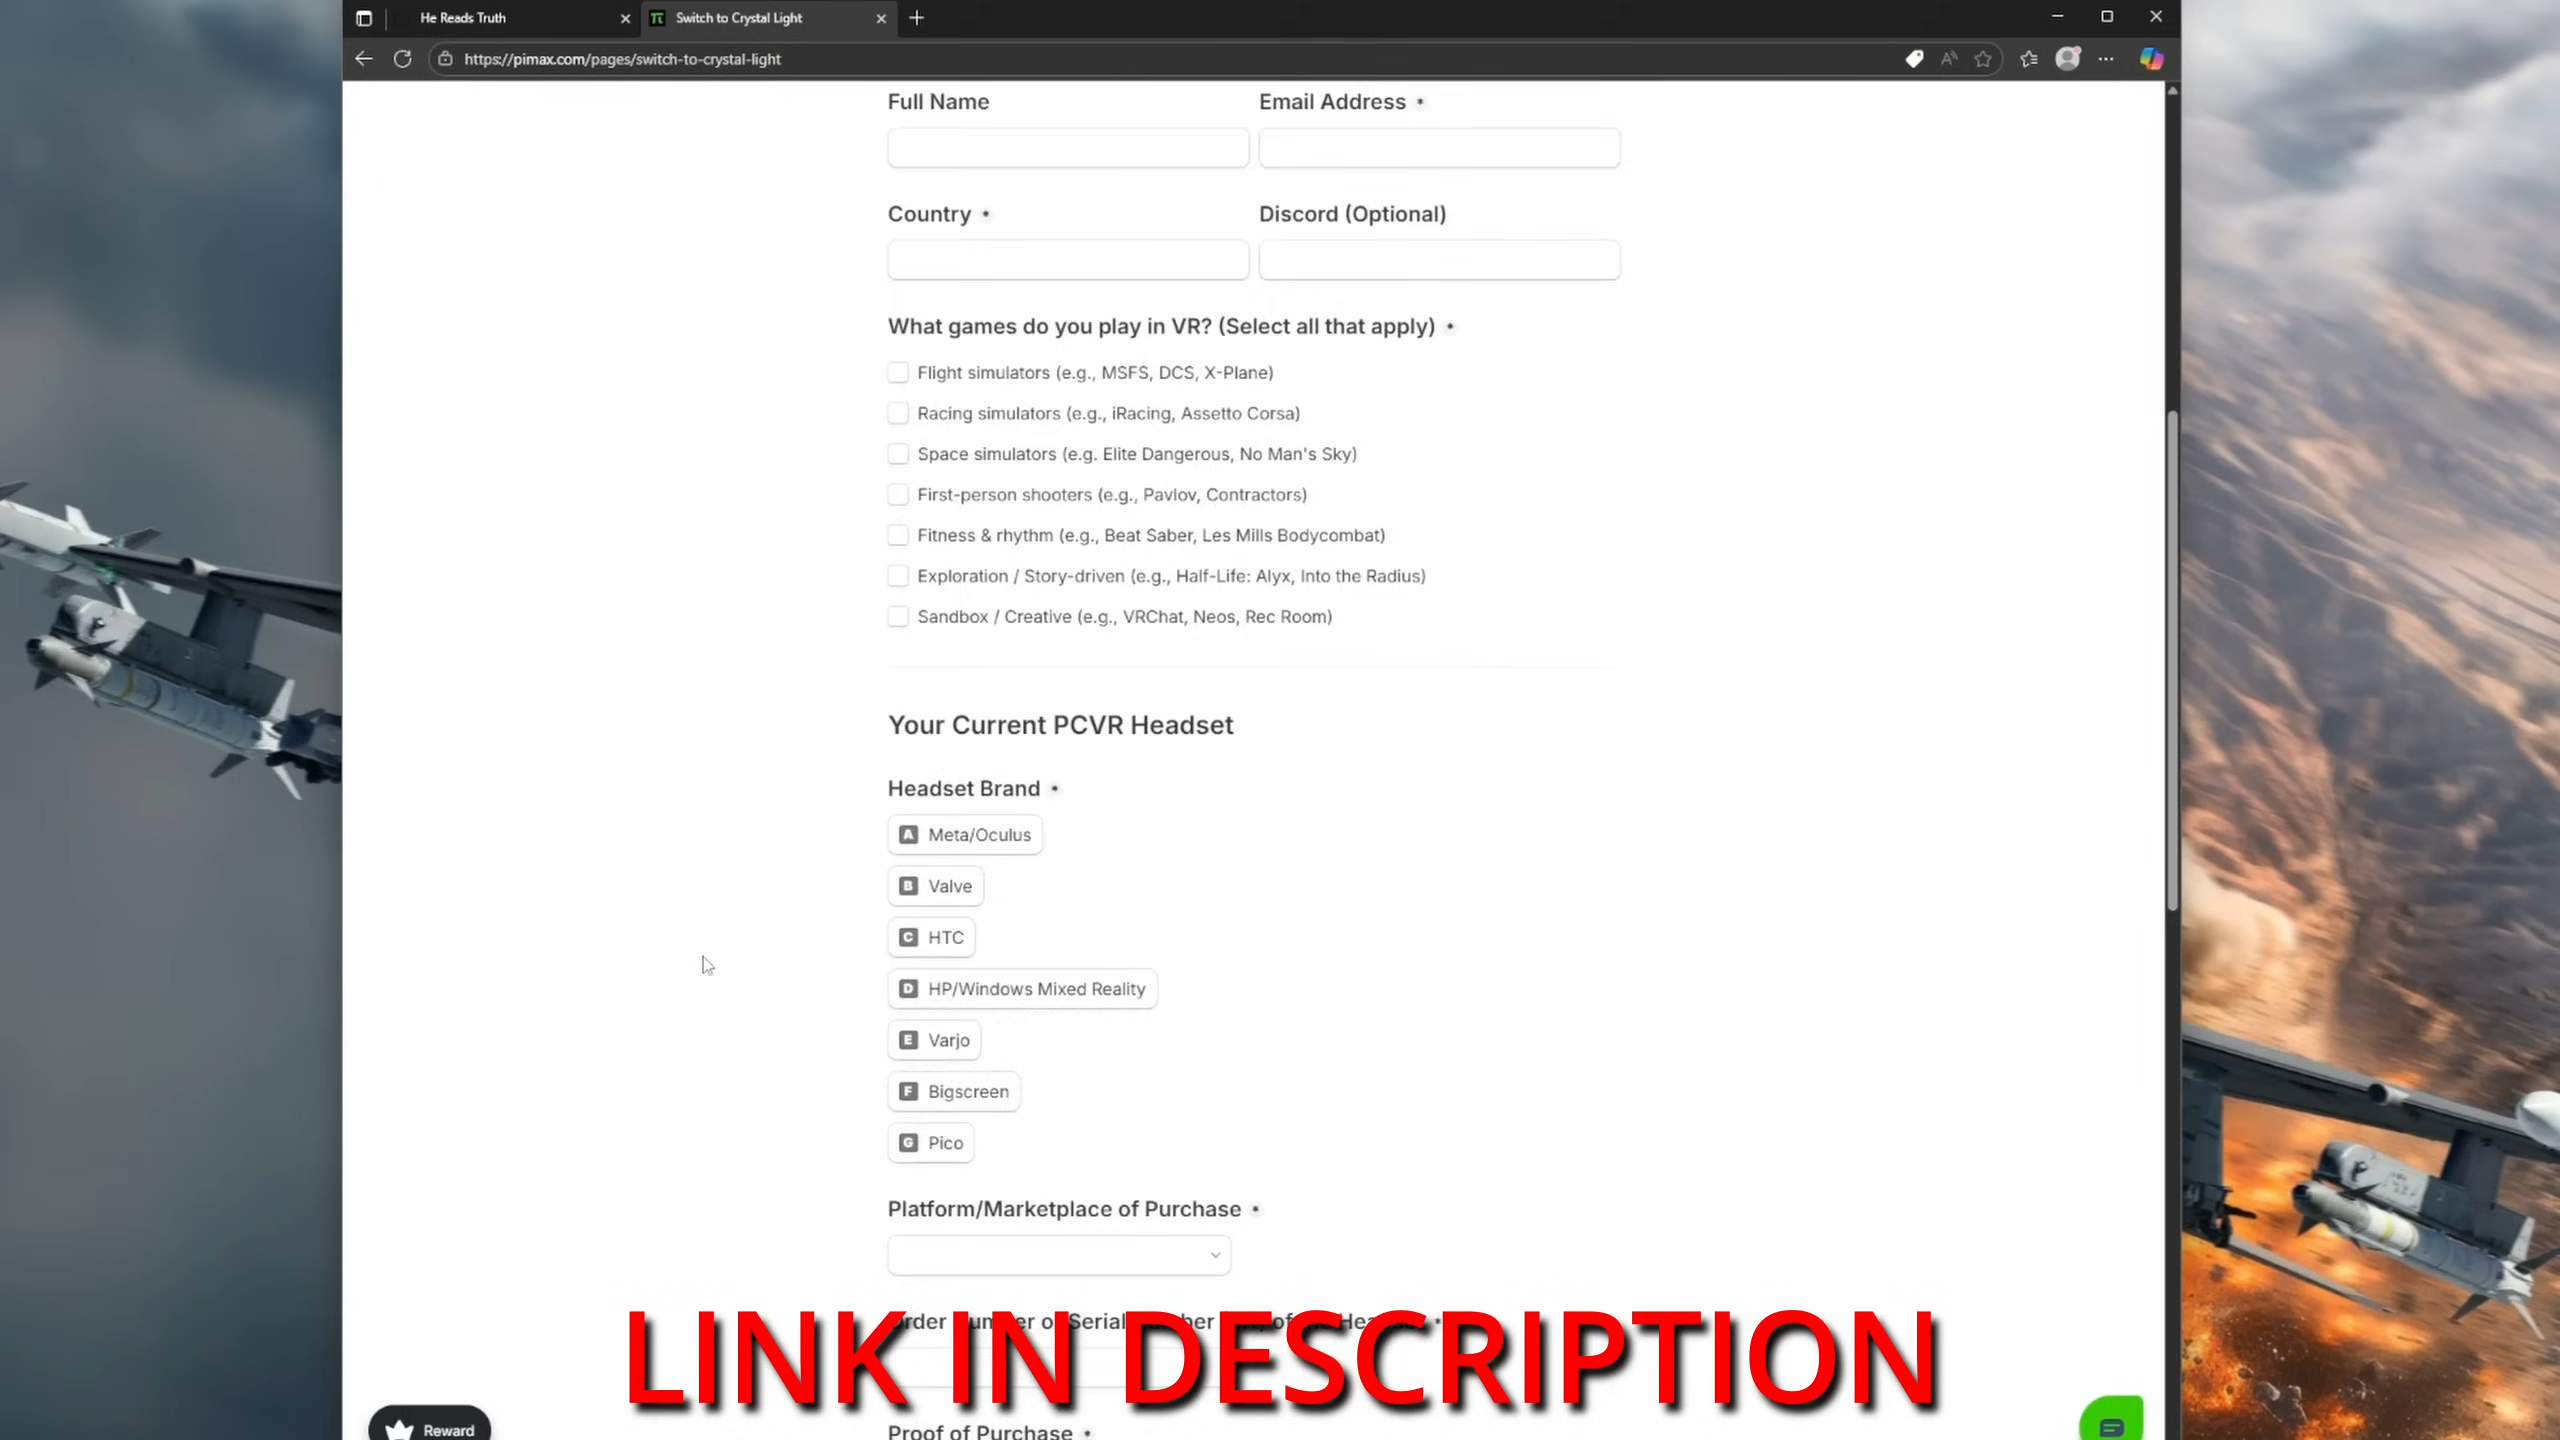 He Reads Truth
Switch to Crystal Light
https://pimax.com/pages/switch-to-crystal-light
Full Name
Email Address *
Country *
Discord (Optional)
What games do you play in VR? (Select all that apply) *
Flight simulators (e.g., MSFS, DCS, X-Plane)
Racing simulators (e.g., iRacing, Assetto Corsa)
Space simulators (e.g. Elite Dangerous, No Man's Sky)
First-person shooters (e.g., Pavlov, Contractors)
Fitness & rhythm (e.g., Beat Saber, Les Mills Bodycombat)
Exploration / Story-driven (e.g., Half-Life: Alyx, Into the Radius)
Sandbox / Creative (e.g., VRChat, Neos, Rec Room)
Your Current PCVR Headset
Headset Brand *
A Meta/Oculus
B Valve
C HTC
D HP/Windows Mixed Reality
E Varjo
F Bigscreen
G Pico
Platform/Marketplace of Purchase *
Serial
LINK IN DESCRIPTION
Proof of Purchase *
Reward